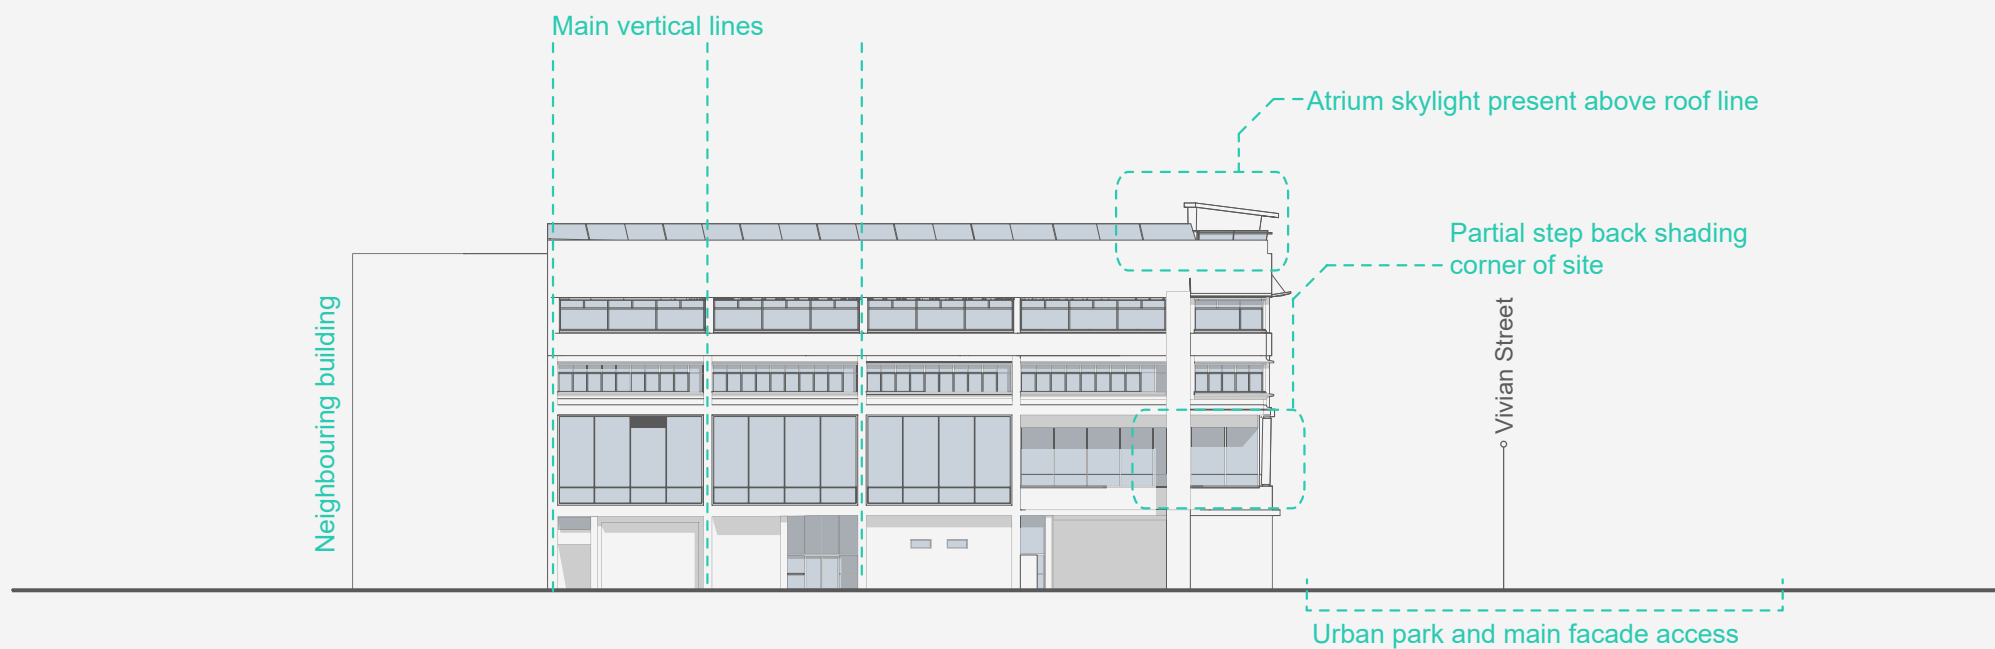 Main vertical lines
Atrium skylight present above roof line
Partial step back shading
corner of site
Neighbouring building
Vivian Street
Urban park and main facade access